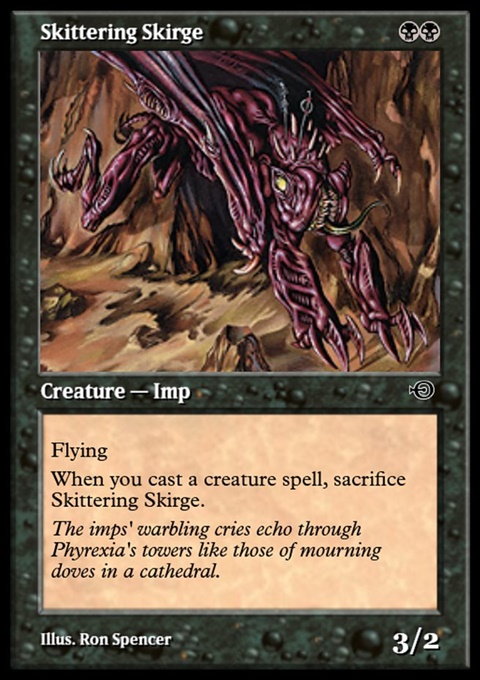 Skittering Skirge
Creature — Imp
Flying
When you cast a creature spell, sacrifice
Skittering Skirge.
The imps' warbling cries echo through
Phyrexia's towers like those of mourning
doves in a cathedral.
Illus. Ron Spencer
3/2